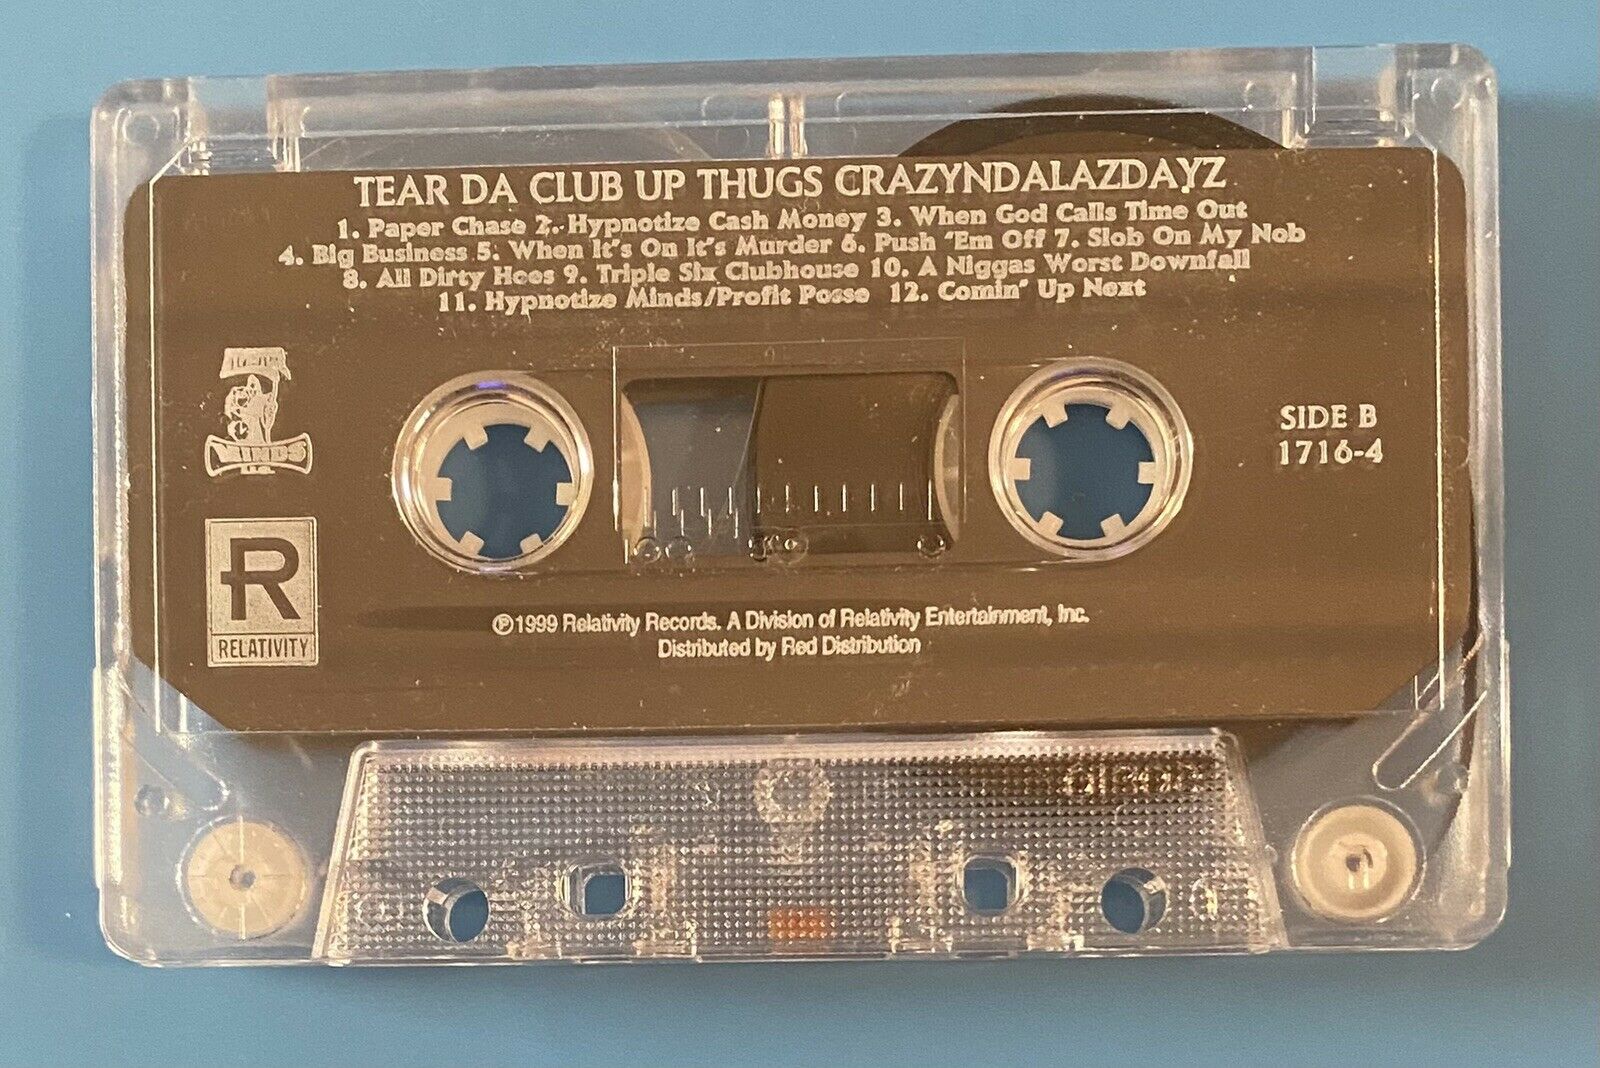 TEAR DA CLUB UP THUGS CRAZYNDALAZDAYZ
1. Paper Chase 2. Hypnotize Cash Money 3. When God Calls Time Out
4. Big Business 5. When It's On It's Murder 6. Push 'Em Off 7. Slob On My Nob
8. All Dirty Hoes 9. Triple Six Clubhouse 10. A Niggas Worst Downfall
11. Hypnotize Minds/Profit Posse 12. Comin' Up Next
MINDS
SIDE B
1716-4
R
RELATIVITY
℗1999 Relativity Records. A Division of Relativity Entertainment, Inc.
Distributed by Red Distribution